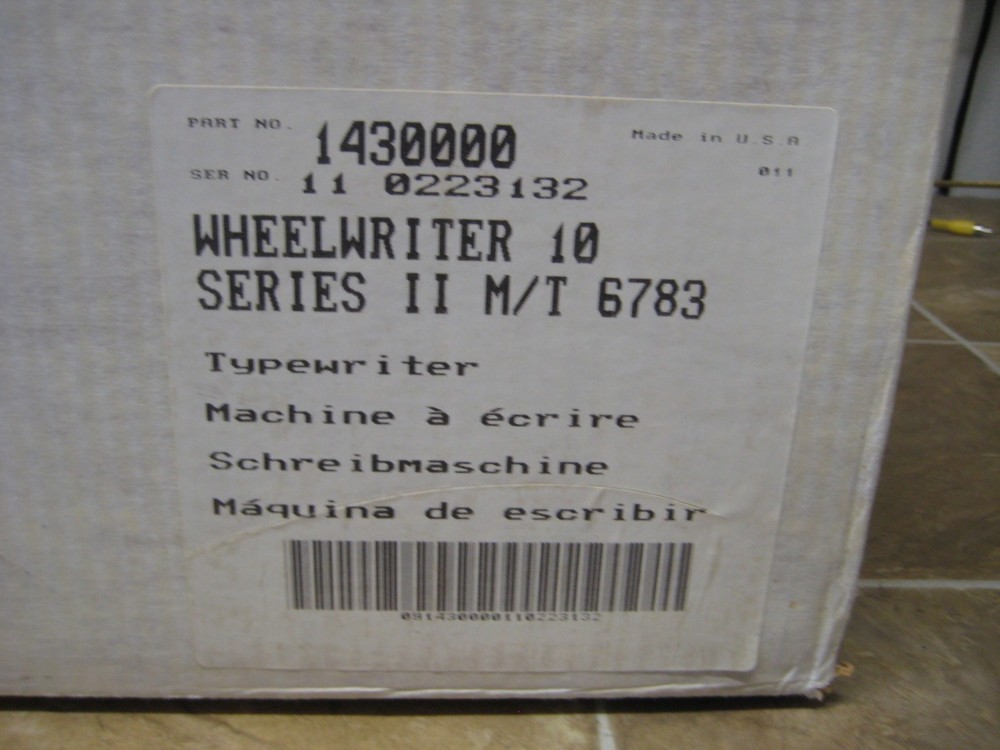 PART NO. 1430000
Made in U.S.A
SER NO. 11 0223132
011
WHEELWRITER 10
SERIES II M/T 6783
Typewriter
Machine à écrire
Schreibmaschine
Máquina de escribir
091430000110223132